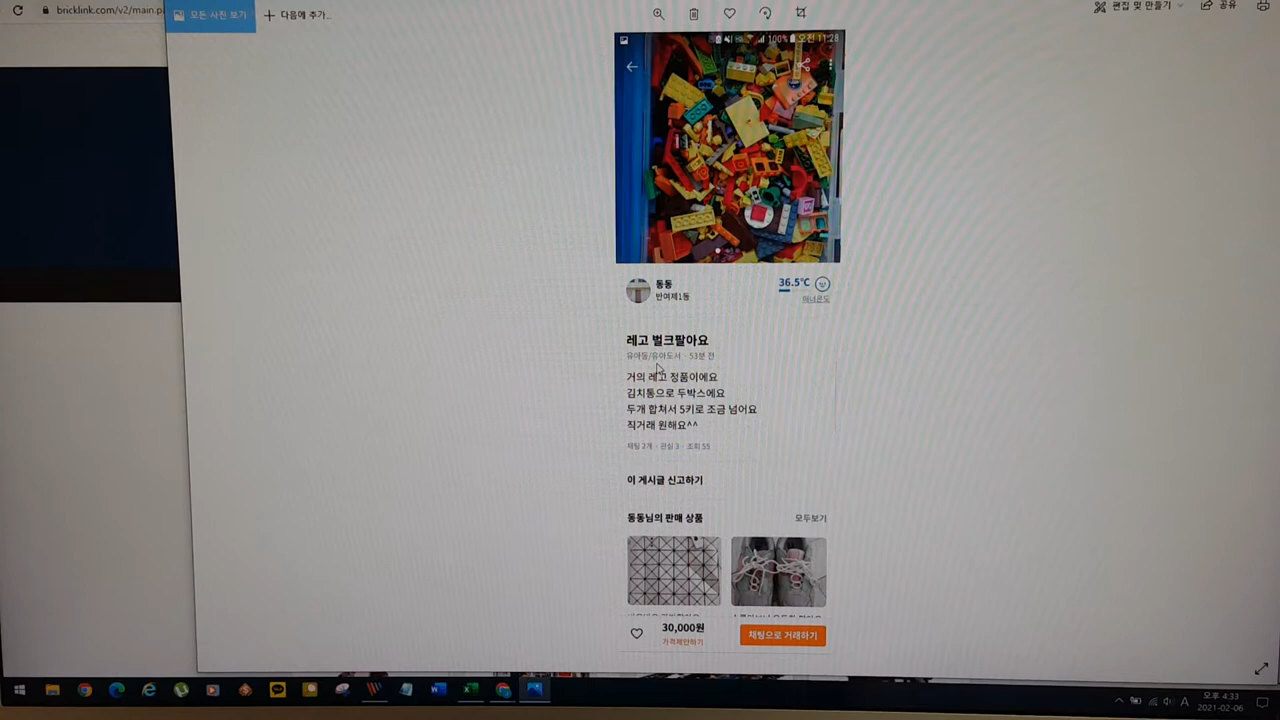 bricklink.com/v2/main.p
모든 사진 보기
다음에 추가...
편집 및 만들기
공유
100%
오전 11:28
동동
반여제1동
36.5℃
매너온도
레고 벌크팔아요
유아동/유아도서 · 53분 전
거의 레고 정품이에요
김치통으로 두박스에요
두개 합쳐서 5키로 조금 넘어요
직거래 원해요^^
채팅 2개 · 관심 3 · 조회 55
이 게시글 신고하기
동동님의 판매 상품
모두보기
30,000원
가격제안하기
채팅으로 거래하기
A
오후 4:33
2021-02-06